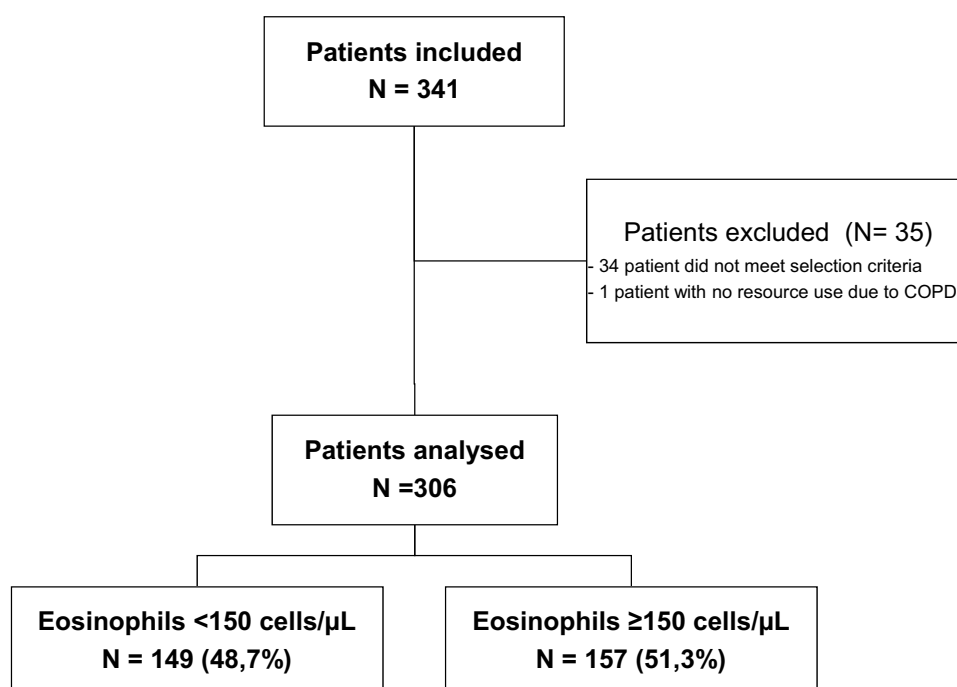 Patients included
N = 341
Patients excluded (N= 35)
- 34 patient did not meet selection criteria
- 1 patient with no resource use due to COPD
Patients analysed
N =306
Eosinophils <150 cells/µL
N = 149 (48,7%)
Eosinophils ≥150 cells/µL
N = 157 (51,3%)